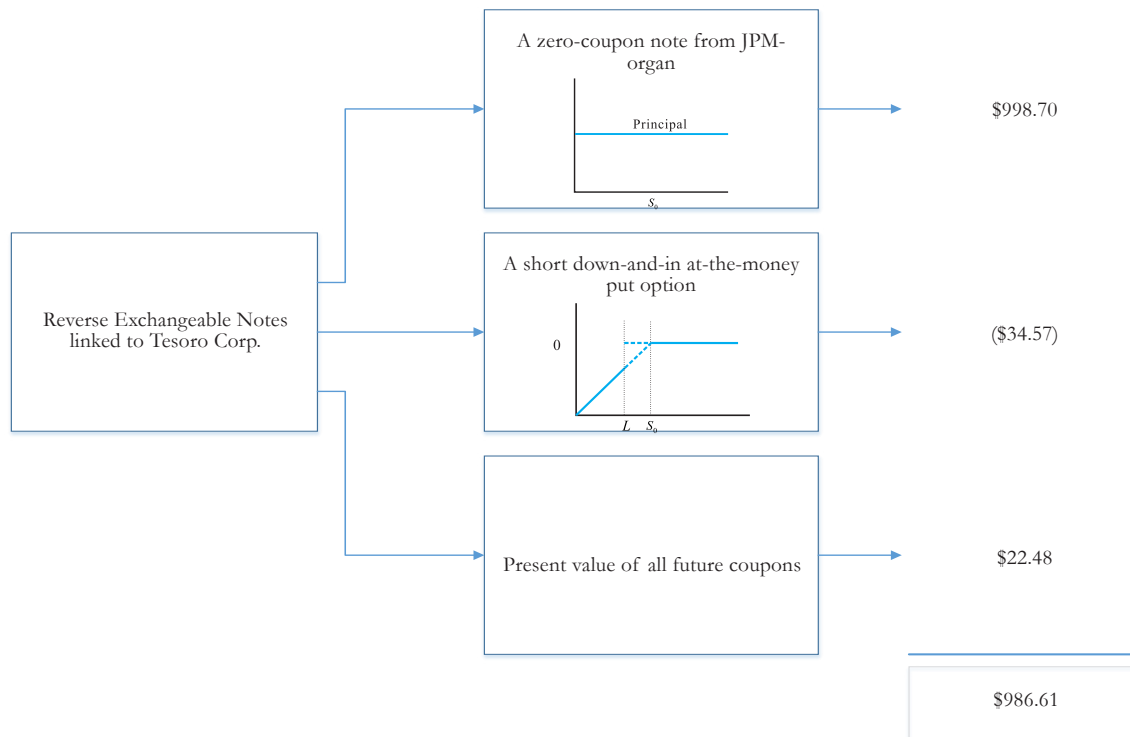 A zero-coupon note from JPM-
organ
Principal
S₀
$998.70
Reverse Exchangeable Notes
linked to Tesoro Corp.
A short down-and-in at-the-money
put option
0
L S₀
($34.57)
Present value of all future coupons
$22.48
$986.61